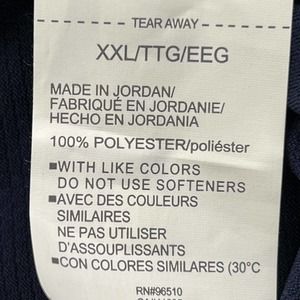 TEAR AWAY
XXL/TTG/EEG
MADE IN JORDAN/
FABRIQUÉ EN JORDANIE/
HECHO EN JORDANIA
100% POLYESTER/poliéster
■WITH LIKE COLORS
DO NOT USE SOFTENERS
■AVEC DES COULEURS
SIMILAIRES
NE PAS UTILISER
D'ASSOUPLISSANTS
■CON COLORES SIMILARES (30°C
RN#96510